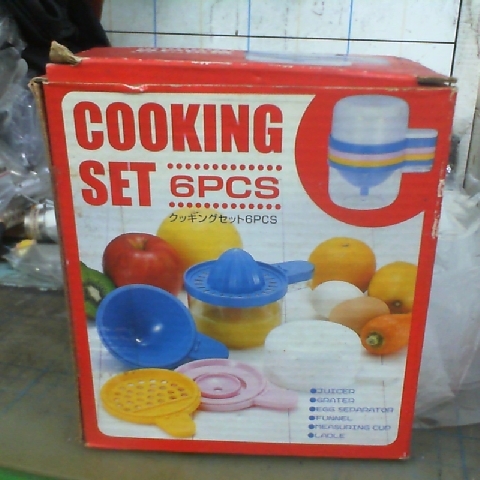 COOKING
SET 6PCS
クッキングセット6PCS
JUICER
GRATER
EGG SEPARATOR
FUNNEL
MEASURING CUP
LADLE